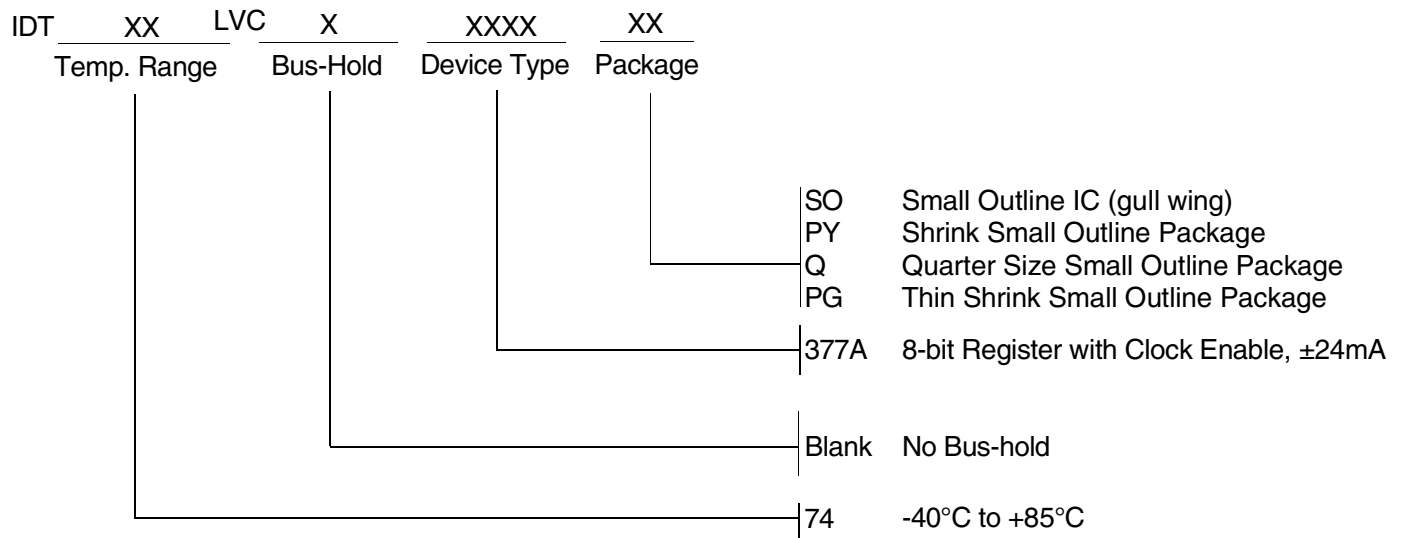 IDT XX LVC X XXXX XX
Temp. Range Bus-Hold Device Type Package
SO Small Outline IC (gull wing)
PY Shrink Small Outline Package
Q Quarter Size Small Outline Package
PG Thin Shrink Small Outline Package
377A 8-bit Register with Clock Enable, ±24mA
Blank No Bus-hold
74 -40°C to +85°C